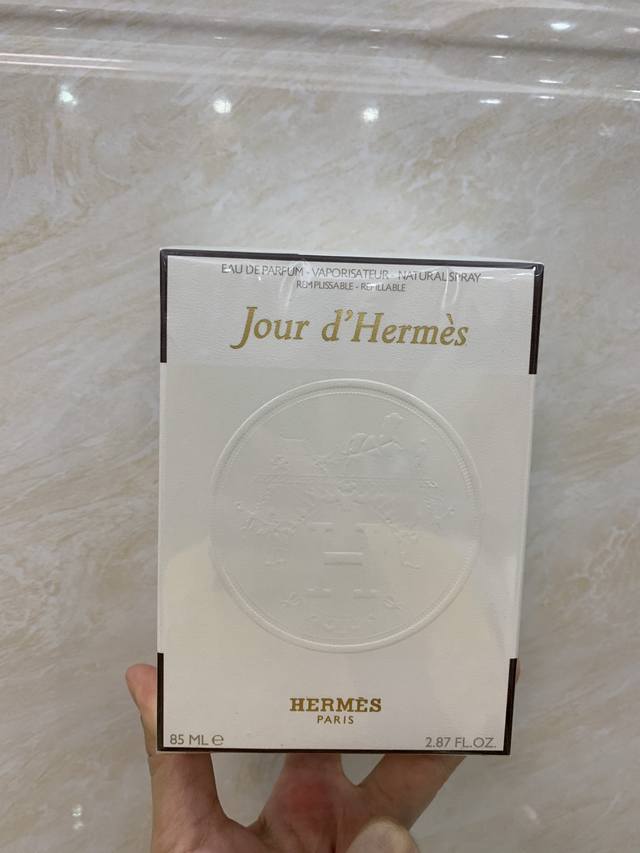 EAU DE PARFUM - VAPORISATEUR - NATURAL SPRAY
REMPLISSABLE - REFILLABLE
Jour d'Hermès
HERMÈS
PARIS
85 ML ℮
2.87 FL.OZ.